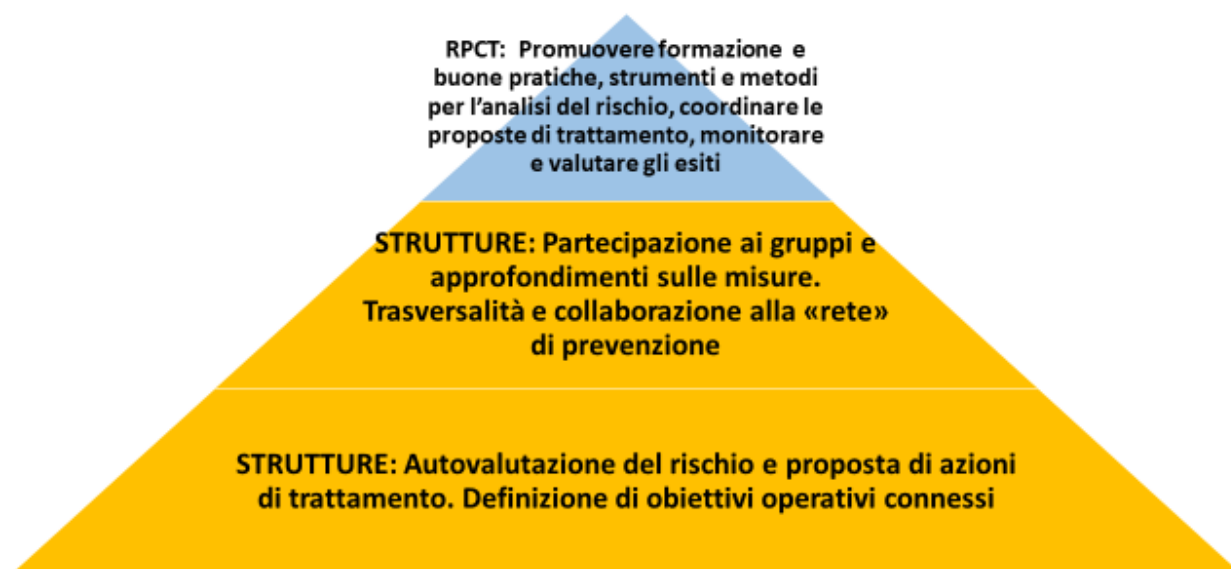 RPCT: Promuovere formazione e
buone pratiche, strumenti e metodi
per l'analisi del rischio, coordinare le
proposte di trattamento, monitorare
e valutare gli esiti
STRUTTURE: Partecipazione ai gruppi e
approfondimenti sulle misure.
Trasversalità e collaborazione alla «rete»
di prevenzione
STRUTTURE: Autovalutazione del rischio e proposta di azioni
di trattamento. Definizione di obiettivi operativi connessi